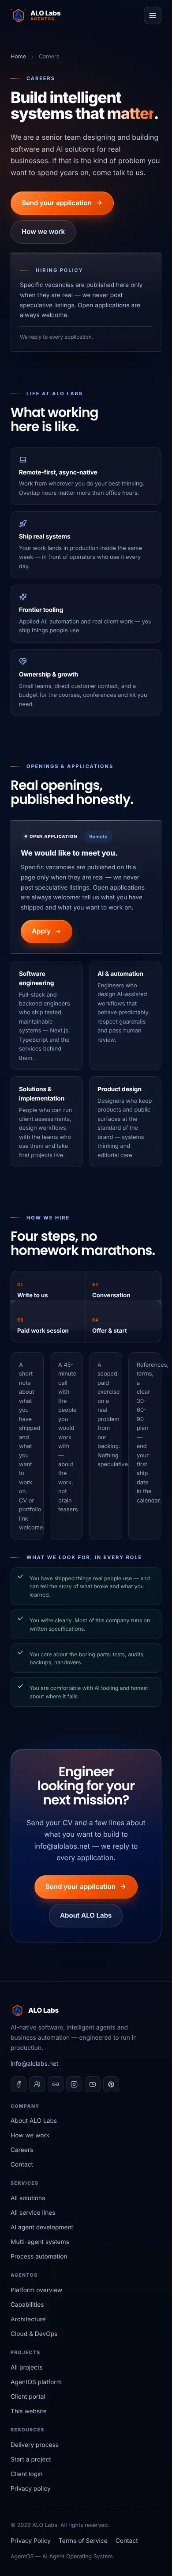 ALO Labs
AGENTOS
Home > Careers
CAREERS
Build intelligent
systems that matter.
We are a senior team designing and building
software and AI solutions for real
businesses. If that is the kind of problem you
want to spend years on, come talk to us.
Send your application →
How we work
HIRING POLICY
Specific vacancies are published here only
when they are real — we never post
speculative listings. Open applications are
always welcome.
We reply to every application.
LIFE AT ALO LABS
What working
here is like.
Remote-first, async-native
Work from wherever you do your best thinking.
Overlap hours matter more than office hours.
Ship real systems
Your work lands in production inside the same
week — in front of operators who use it every
day.
Frontier tooling
Applied AI, automation and real client work — you
ship things people use.
Ownership & growth
Small teams, direct customer contact, and a
budget for the courses, conferences and kit you
need.
OPENINGS & APPLICATIONS
Real openings,
published honestly.
OPEN APPLICATION
Remote
We would like to meet you.
Specific vacancies are published on this
page only when they are real — we never
post speculative listings. Open applications
are always welcome: tell us what you have
shipped and what you want to work on.
Apply →
Software
engineering
Full-stack and
backend engineers
who ship tested,
maintainable
systems — Next.js,
TypeScript and the
services behind
them.
AI & automation
Engineers who
design AI-assisted
workflows that
behave predictably,
respect guardrails
and pass human
review.
Solutions &
implementation
People who can run
client assessments,
design workflows
with the teams who
use them and take
first projects live.
Product design
Designers who keep
products and public
surfaces at the
standard of the
brand — systems
thinking and
editorial care.
HOW WE HIRE
Four steps, no
homework marathons.
01
Write to us
02
Conversation
03
Paid work session
04
Offer & start
A
short
note
about
what
you
have
shipped
and
what
you
want
to
work
on.
CV or
portfolio
link
welcome.
A 45-
minute
call
with
the
people
you
would
work
with
—
about
the
work,
not
brain
teasers.
A
scoped,
paid
exercise
on a
real
problem
from
our
backlog.
Nothing
speculative.
References,
terms,
a
clear
30-
60-
90
plan
—
and
your
first
ship
date
in the
calendar.
WHAT WE LOOK FOR, IN EVERY ROLE
You have shipped things real people use — and
can tell the story of what broke and what you
learned.
You write clearly. Most of this company runs on
written specifications.
You care about the boring parts: tests, audits,
backups, handovers.
You are comfortable with AI tooling and honest
about where it fails.
Engineer
looking for your
next mission?
Send your CV and a few lines about
what you want to build to
info@alolabs.net — we reply to
every application.
Send your application →
About ALO Labs
ALO Labs
AI-native software, intelligent agents and
business automation — engineered to run in
production.
info@alolabs.net
COMPANY
About ALO Labs
How we work
Careers
Contact
SERVICES
All solutions
All service lines
AI agent development
Multi-agent systems
Process automation
AGENTOS
Platform overview
Capabilities
Architecture
Cloud & DevOps
PROJECTS
All projects
AgentOS platform
Client portal
This website
RESOURCES
Delivery process
Start a project
Client login
Privacy policy
© 2026 ALO Labs. All rights reserved.
Privacy Policy Terms of Service Contact
AgentOS — AI Agent Operating System.